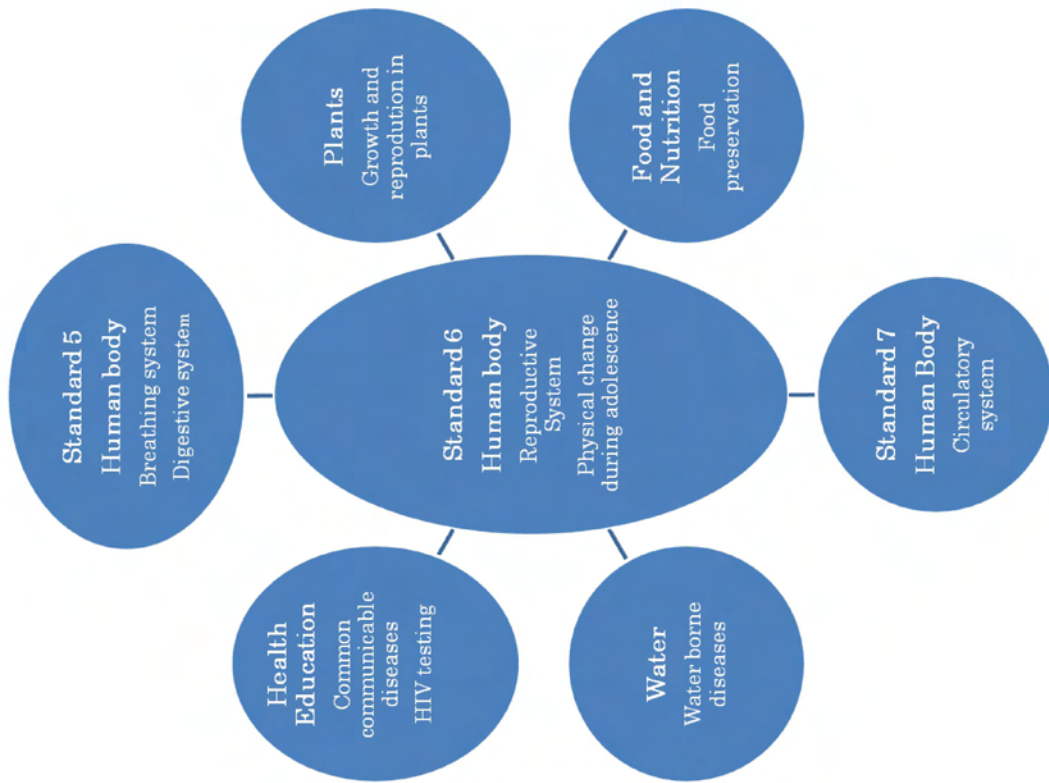 Water
Water borne
diseases
Health
Education
Common
communicable
diseases
HIV testing
Standard 7
Human Body
Circulatory
system
Standard 6
Human body
Reproductive
System
Physical change
during adolescence
Standard 5
Human body
Breathing system
Digestive system
Food and
Nutrition
Food
preservation
Plants
Growth and
reprodution in
plants